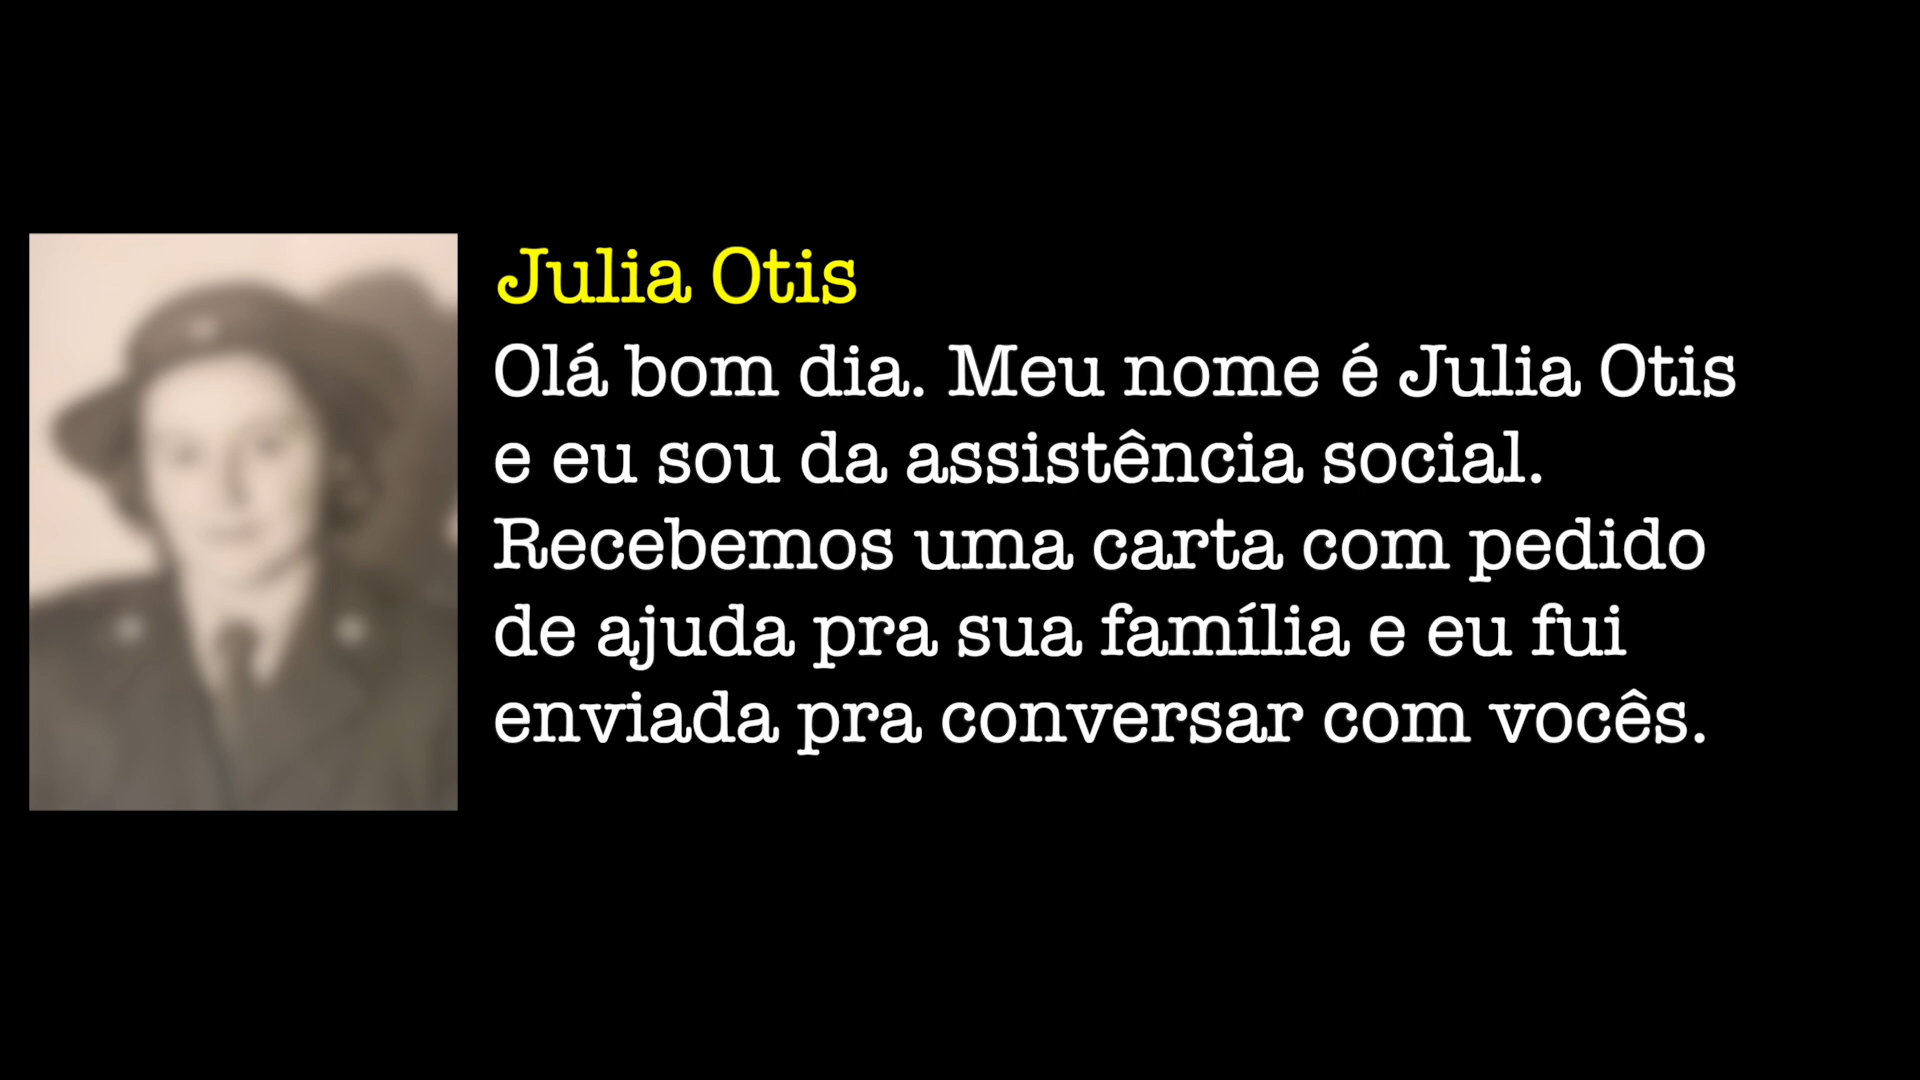 Julia Otis
Olá bom dia. Meu nome é Julia Otis
e eu sou da assistência social.
Recebemos uma carta com pedido
de ajuda pra sua família e eu fui
enviada pra conversar com vocês.